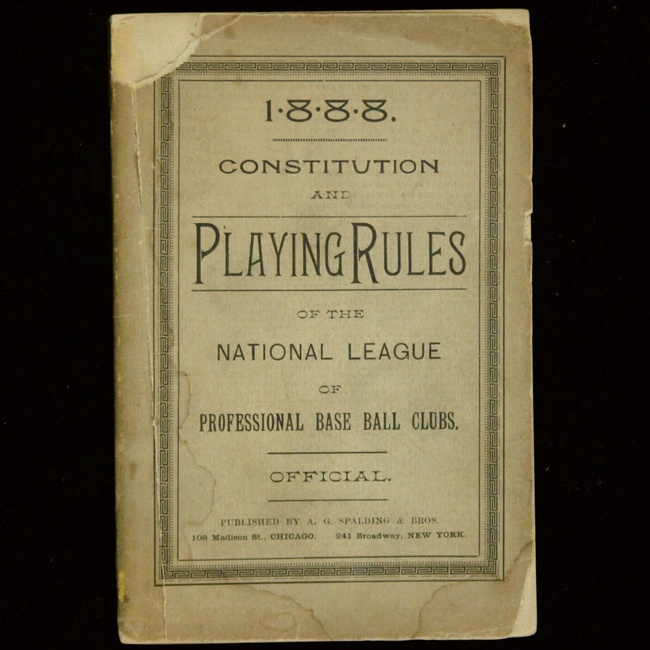 1·8·8·8.
CONSTITUTION
AND
PLAYING RULES
OF THE
NATIONAL LEAGUE
OF
PROFESSIONAL BASE BALL CLUBS.
OFFICIAL.
PUBLISHED BY A. G. SPALDING & BROS.
108 Madison St., CHICAGO. 241 Broadway, NEW YORK.